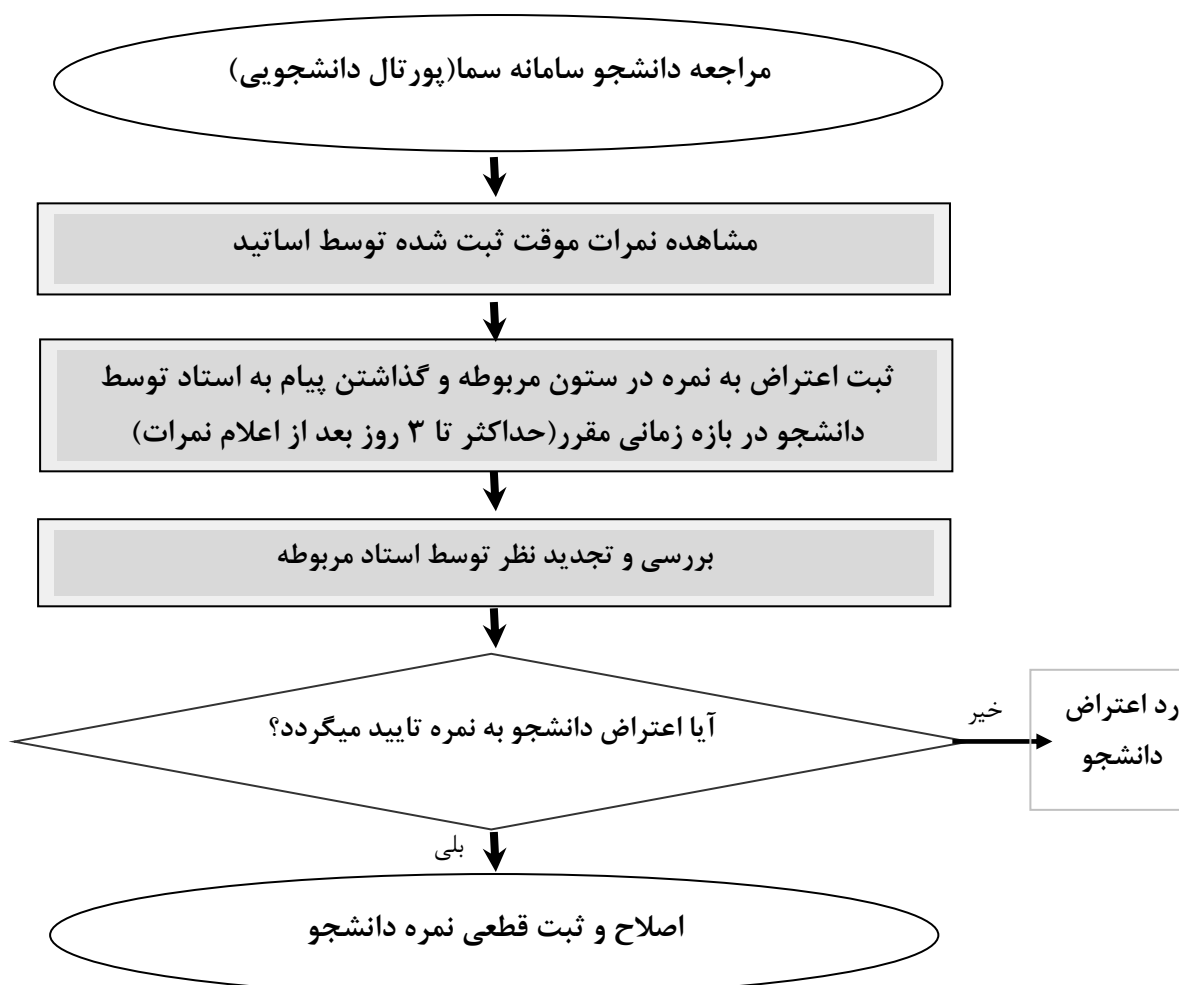 مراجعه دانشجو سامانه سما(پورتال دانشجویی)
مشاهده نمرات موقت ثبت شده توسط اساتید
ثبت اعتراض به نمره در ستون مربوطه و گذاشتن پیام به استاد توسط
دانشجو در بازه زمانی مقرر(حداکثر تا ۳ روز بعد از اعلام نمرات)
بررسی و تجدید نظر توسط استاد مربوطه
آیا اعتراض دانشجو به نمره تایید میگردد؟
خیر
رد اعتراض
دانشجو
بلی
اصلاح و ثبت قطعی نمره دانشجو